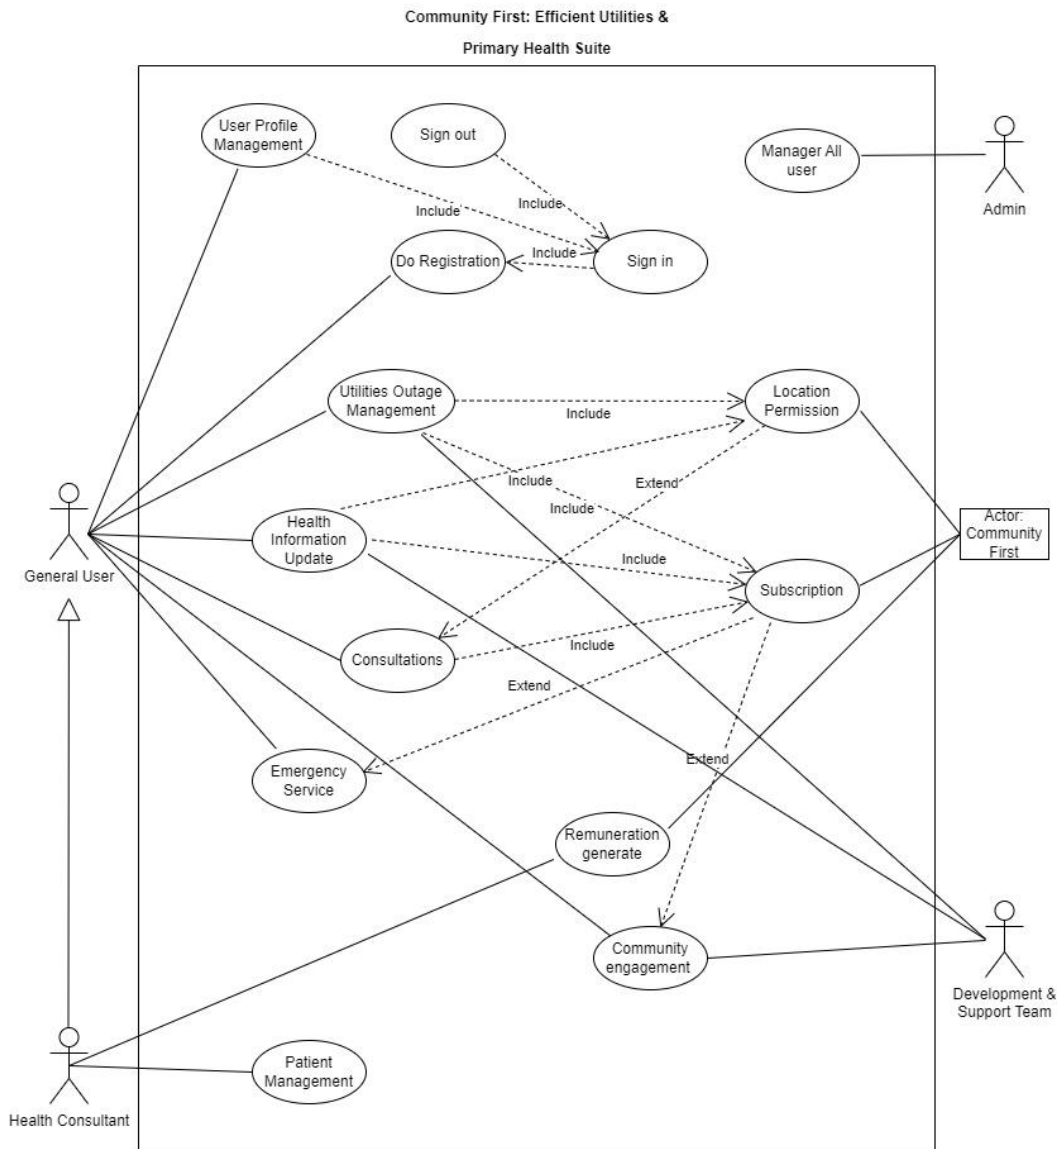 Community First: Efficient Utilities &
Primary Health Suite
User Profile
Management
Sign out
Manager All
user
Admin
Include
Include
Do Registration
Include
Sign in
Utilities Outage
Management
Include
Location
Permission
Extend
Include
Include
General User
Health
Information
Update
Include
Actor:
Community
First
Subscription
Consultations
Include
Extend
Emergency
Service
Extend
Remuneration
generate
Community
engagement
Development &
Support Team
Patient
Management
Health Consultant